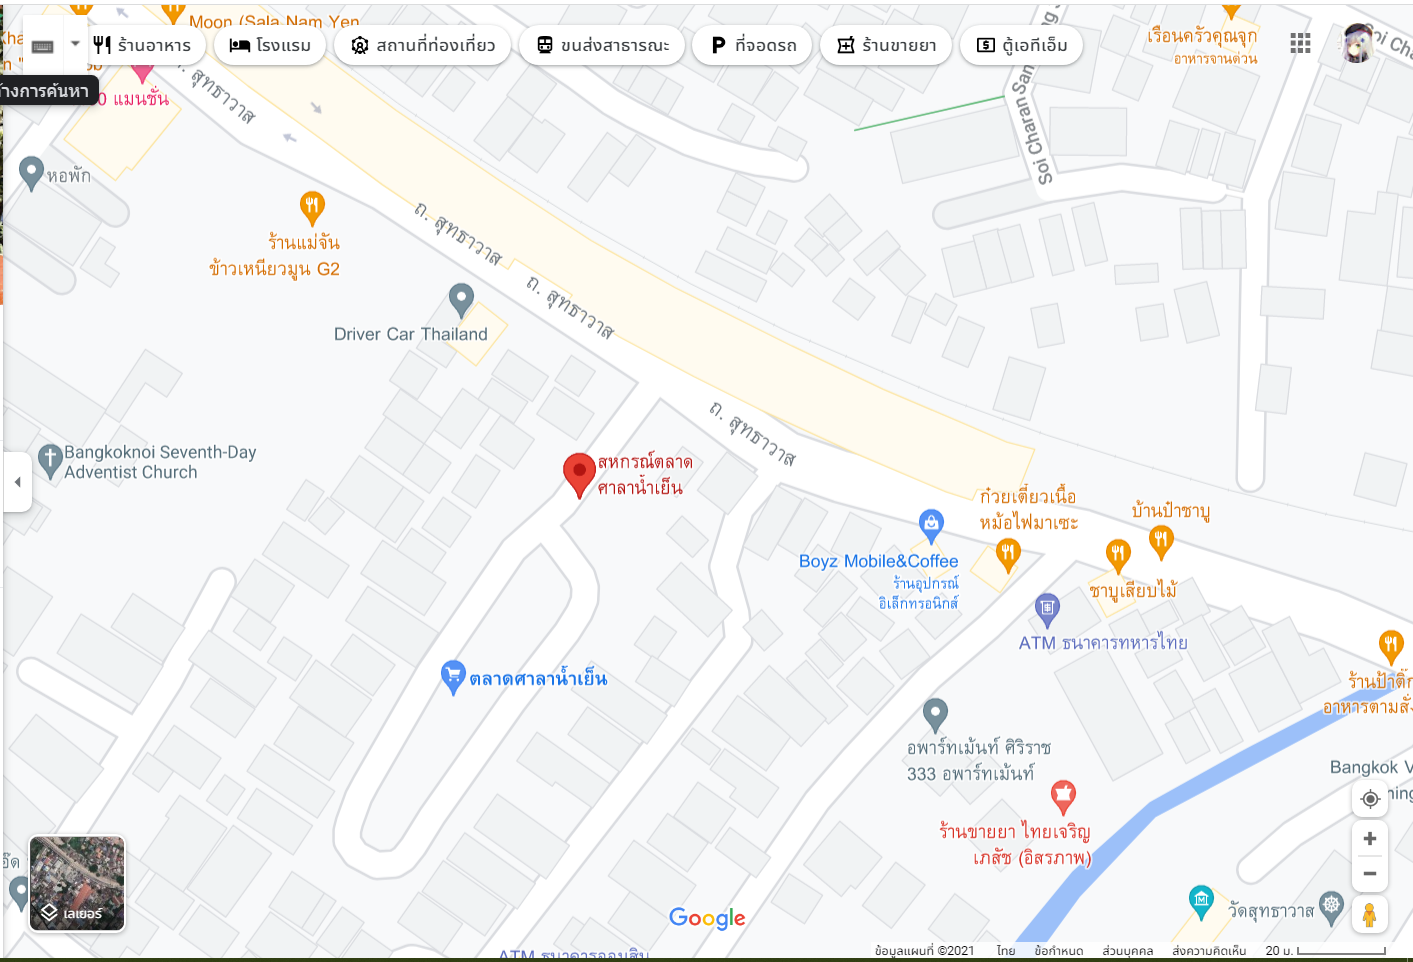 Moon (Sala Nam Yen
ร้านอาหาร
โรงแรม
สถานที่ท่องเที่ยว
ขนส่งสาธารณะ
ที่จอดรถ
ร้านขายยา
ตู้เอทีเอ็ม
เรือนครัวคุณจุก
อาหารจานด่วน
างการค้นหา
0 แมนชั่น
ถ. สุทธาวาส
Soi Charan San
หอพัก
ร้านแม่จัน
ข้าวเหนียวมูน G2
ถ. สุทธาวาส
ถ. สุทธาวาส
Driver Car Thailand
ถ. สุทธาวาส
Bangkoknoi Seventh-Day
Adventist Church
สหกรณ์ตลาด
ศาลาน้ำเย็น
ก๋วยเตี๋ยวเนื้อ
หม้อไฟมาเซะ
บ้านป๋าชาบู
Boyz Mobile&Coffee
ร้านอุปกรณ์
อิเล็กทรอนิกส์
ชาบูเสียบไม้
ATM ธนาคารทหารไทย
ตลาดศาลาน้ำเย็น
ร้านป้าติ๊ก
อาหารตามสั่ง
อพาร์ทเม้นท์ ศิริราช
333 อพาร์ทเม้นท์
Bangkok V
ning
ร้านขายยา ไทยเจริญ
เภสัช (อิสรภาพ)
เลเยอร์
Google
วัดสุทธาวาส
ATM ธนาคารออมสิน
ข้อมูลแผนที่ ©2021 ไทย ข้อกำหนด ส่วนบุคคล ส่งความคิดเห็น 20 ม.